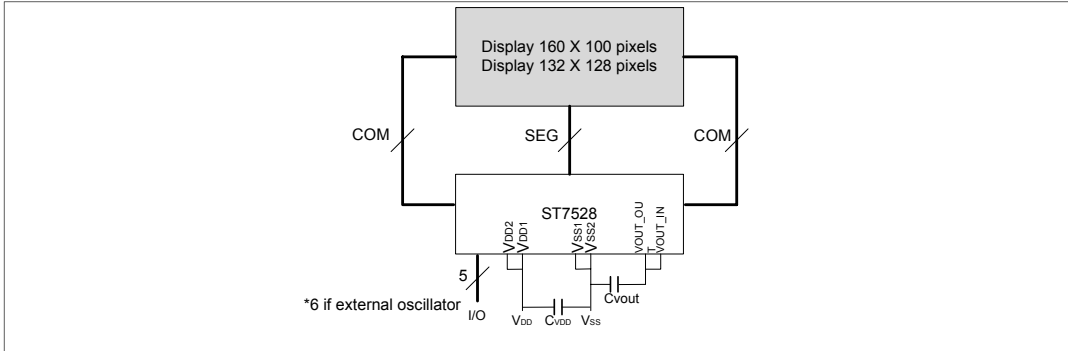 Display 160 X 100 pixels
Display 132 X 128 pixels
COM
SEG
COM
ST7528
VDD2
VDD1
VSS1
VSS2
VOUT_OU
T
VOUT_IN
5
*6 if external oscillator
I/O
Cvout
VDD
CVDD
VSS